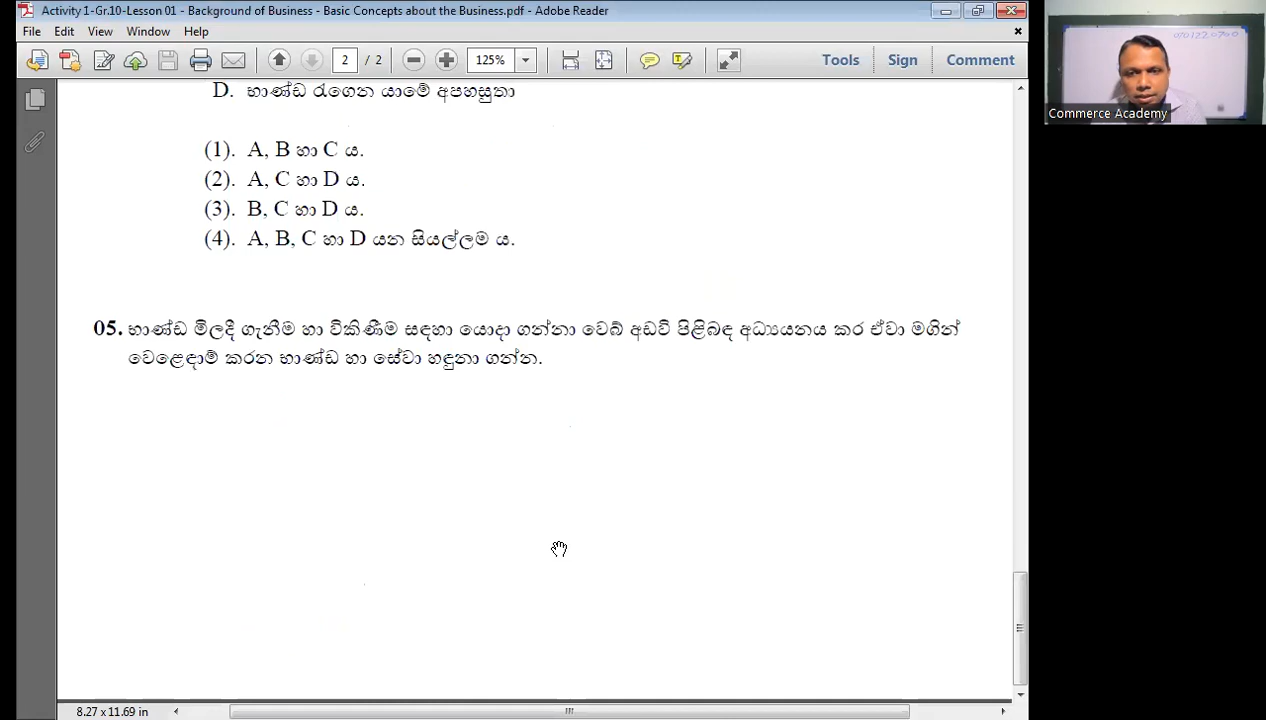 Activity 1-Gr.10-Lesson 01 - Background of Business - Basic Concepts about the Business.pdf - Adobe Reader
File Edit View Window Help
2 / 2 125% Tools Sign Comment
D. භාණ්ඩ රැගෙන යාමේ අපහසුතා
(1). A, B හා C ය.
(2). A, C හා D ය.
(3). B, C හා D ය.
(4). A, B, C හා D යන සියල්ලම ය.
05. භාණ්ඩ මිලදී ගැනීම හා විකිණීම සඳහා යොදා ගන්නා වෙබ් අඩවි පිළිබඳ අධ්‍යයනය කර ඒවා මගින්
වෙළෙඳාම් කරන භාණ්ඩ හා සේවා හඳුනා ගන්න.
8.27 x 11.69 in
0701220700
Commerce Academy